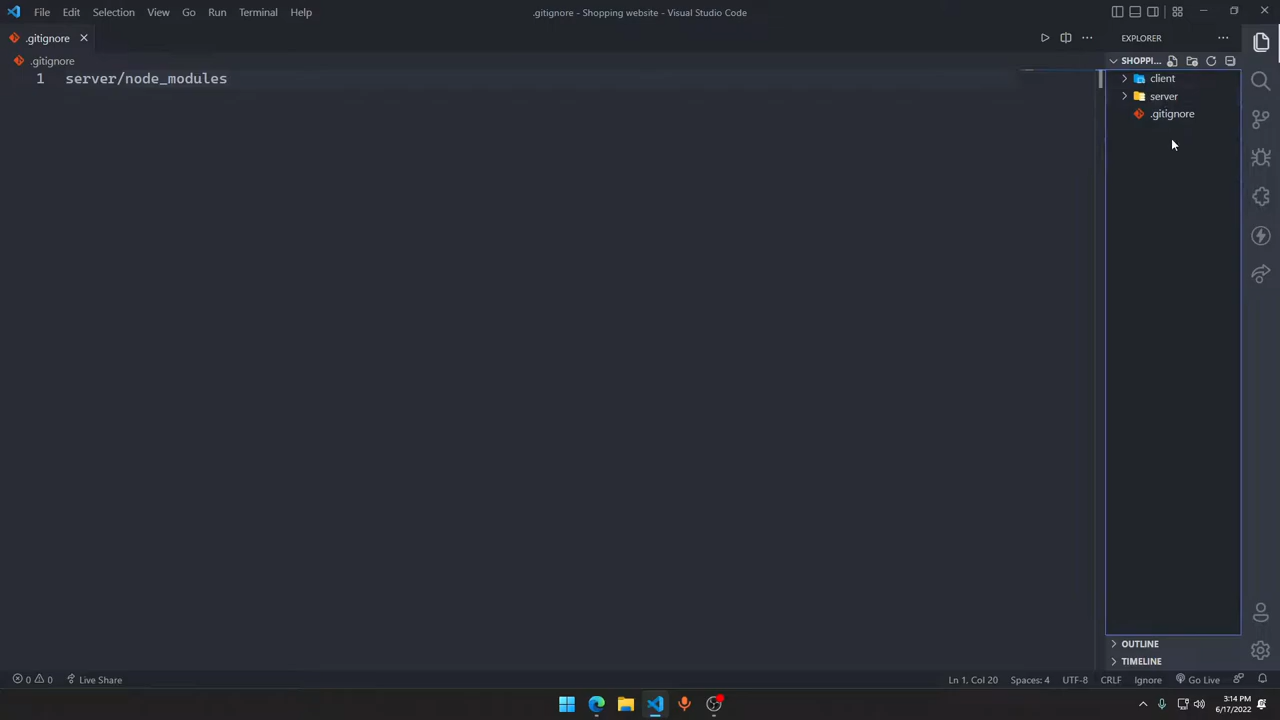 File Edit Selection View Go Run Terminal Help
.gitignore - Shopping website - Visual Studio Code
.gitignore
EXPLORER
.gitignore
SHOPPI...
1 server/node_modules
client
server
.gitignore
OUTLINE
TIMELINE
0 0 Live Share
Ln 1, Col 20 Spaces: 4 UTF-8 CRLF Ignore Go Live
3:14 PM
6/17/2022